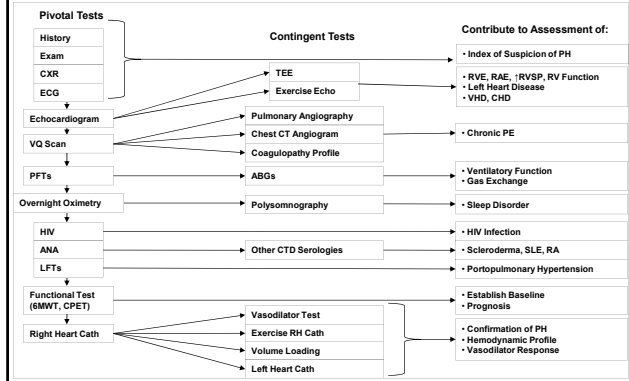 Pivotal Tests
Contingent Tests
Contribute to Assessment of:
History
Exam
CXR
ECG
• Index of Suspicion of PH
Echocardiogram
TEE
Exercise Echo
• RVE, RAE, ↑RVSP, RV Function
• Left Heart Disease
• VHD, CHD
VQ Scan
Pulmonary Angiography
Chest CT Angiogram
Coagulopathy Profile
• Chronic PE
PFTs
ABGs
• Ventilatory Function
• Gas Exchange
Overnight Oximetry
Polysomnography
• Sleep Disorder
HIV
• HIV Infection
ANA
Other CTD Serologies
• Scleroderma, SLE, RA
LFTs
• Portopulmonary Hypertension
Functional Test
(6MWT, CPET)
• Establish Baseline
• Prognosis
Right Heart Cath
Vasodilator Test
Exercise RH Cath
Volume Loading
Left Heart Cath
• Confirmation of PH
• Hemodynamic Profile
• Vasodilator Response